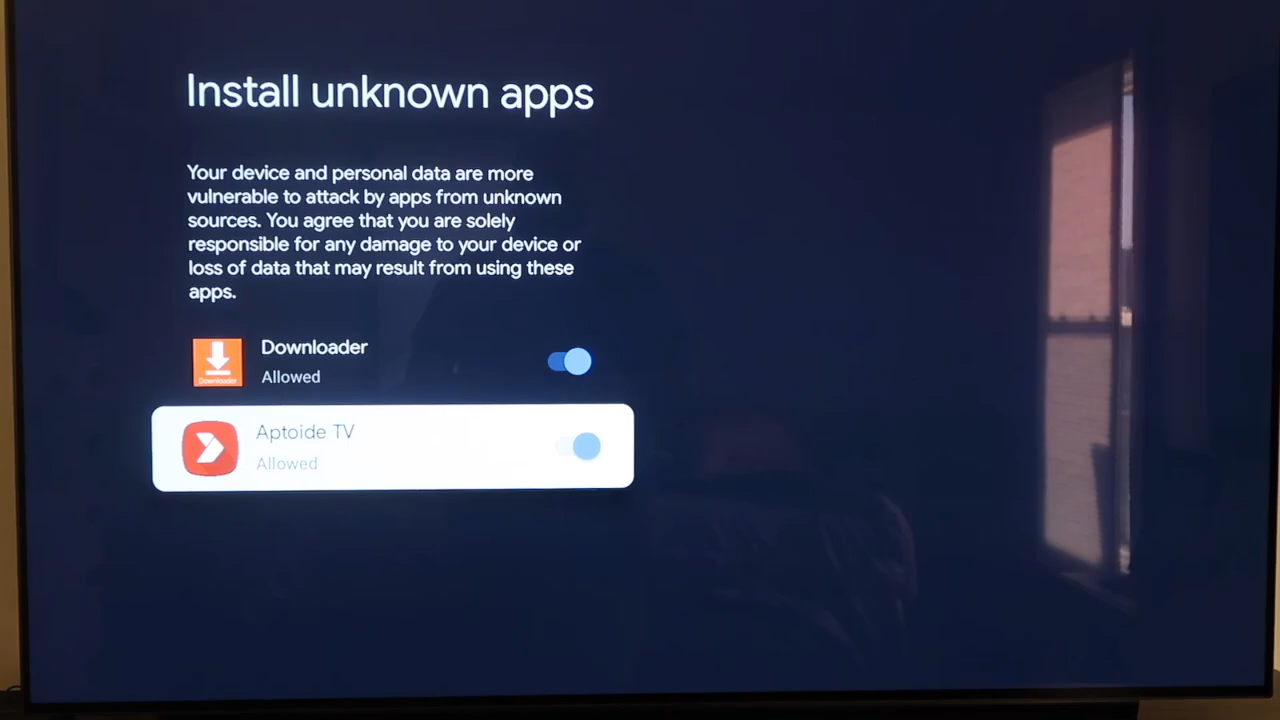 Install unknown apps
Your device and personal data are more
vulnerable to attack by apps from unknown
sources. You agree that you are solely
responsible for any damage to your device or
loss of data that may result from using these
apps.
Downloader
Downloader
Allowed
Aptoide TV
Allowed